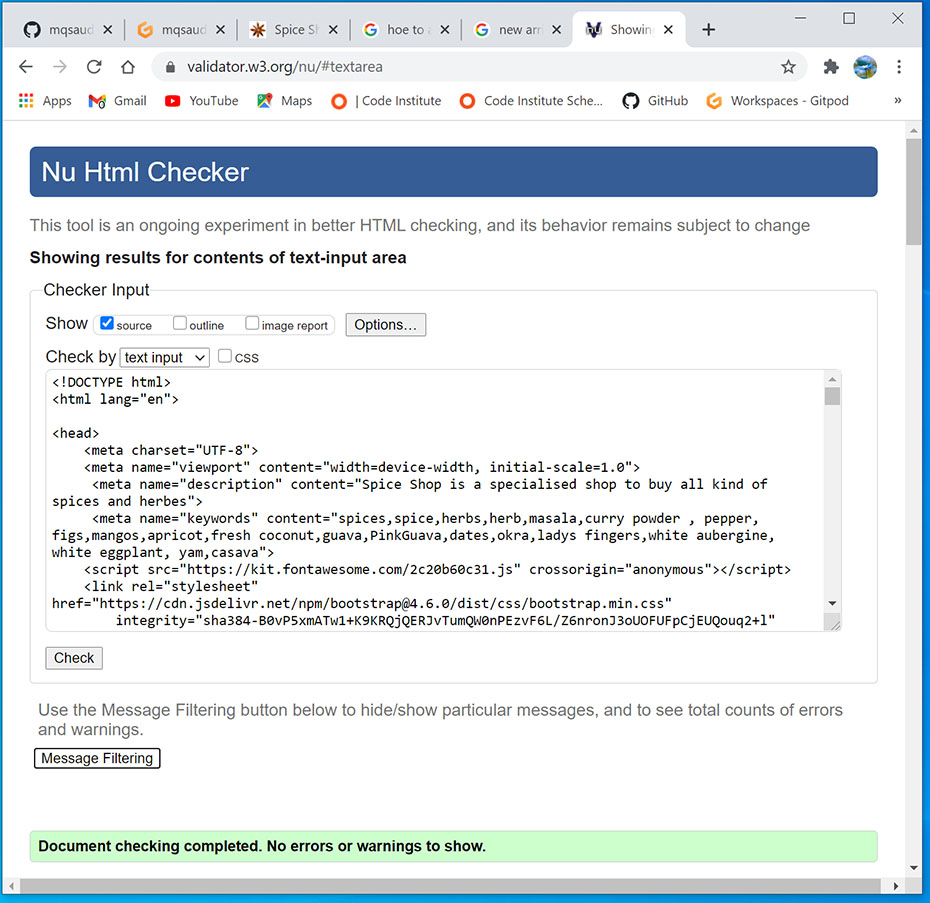 mqsaud
mqsaud
Spice Sh
hoe to a
new arr
Showing
validator.w3.org/nu/#textarea
Apps
Gmail
YouTube
Maps
| Code Institute
Code Institute Sche...
GitHub
Workspaces - Gitpod
»
Nu Html Checker
This tool is an ongoing experiment in better HTML checking, and its behavior remains subject to change
Showing results for contents of text-input area
Checker Input
Show source outline image report Options...
Check by text input css
<!DOCTYPE html>
<html lang="en">
<head>
<meta charset="UTF-8">
<meta name="viewport" content="width=device-width, initial-scale=1.0">
<meta name="description" content="Spice Shop is a specialised shop to buy all kind of
spices and herbes">
<meta name="keywords" content="spices,spice,herbs,herb,masala,curry powder , pepper,
figs,mangos,apricot,fresh coconut,guava,PinkGuava,dates,okra,ladys fingers,white aubergine,
white eggplant, yam,casava">
<script src="https://kit.fontawesome.com/2c20b60c31.js" crossorigin="anonymous"></script>
<link rel="stylesheet"
href="https://cdn.jsdelivr.net/npm/bootstrap@4.6.0/dist/css/bootstrap.min.css"
integrity="sha384-B0vP5xmATw1+K9KRQjQERJvTumQW0nPEzvF6L/Z6nronJ3oUOFUFpCjEUQouq2+l"
Check
Use the Message Filtering button below to hide/show particular messages, and to see total counts of errors
and warnings.
Message Filtering
Document checking completed. No errors or warnings to show.